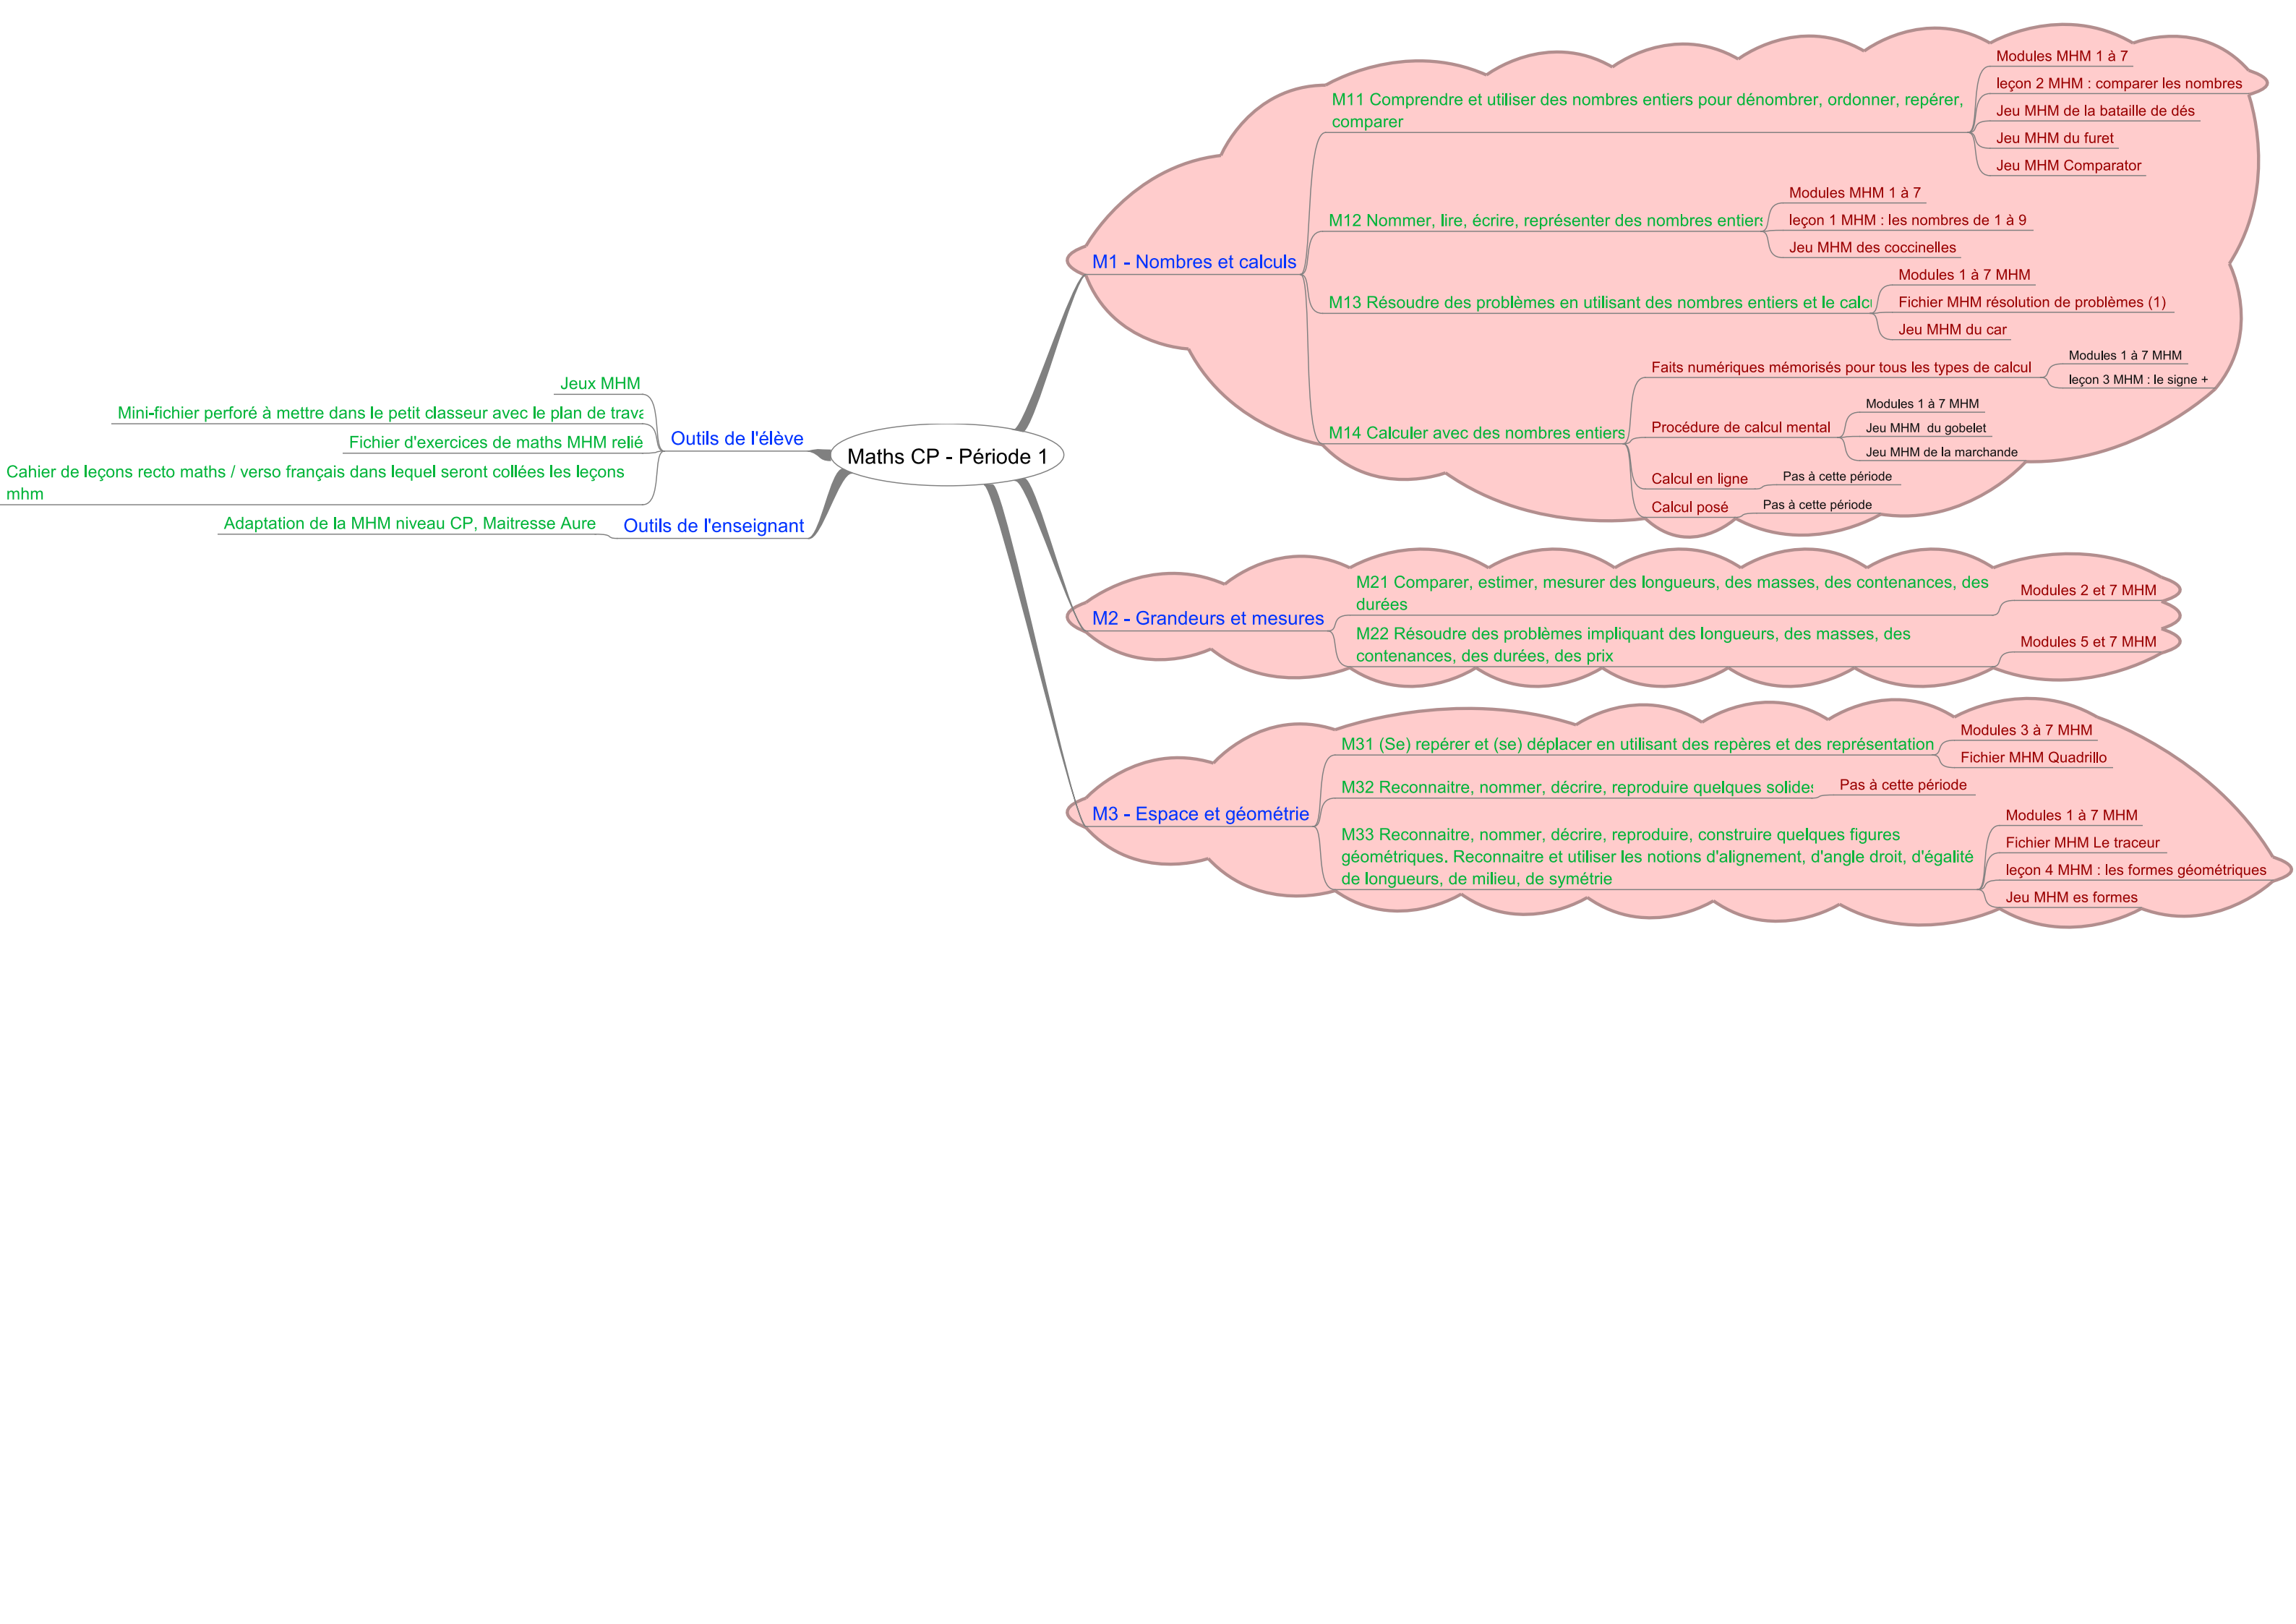 Maths CP - Période 1
Outils de l'élève
Jeux MHM
Mini-fichier perforé à mettre dans le petit classeur avec le plan de trava
Fichier d'exercices de maths MHM relié
Cahier de leçons recto maths / verso français dans lequel seront collées les leçons
mhm
Outils de l'enseignant
Adaptation de la MHM niveau CP, Maitresse Aure
M1 - Nombres et calculs
M11 Comprendre et utiliser des nombres entiers pour dénombrer, ordonner, repérer,
comparer
Modules MHM 1 à 7
leçon 2 MHM : comparer les nombres
Jeu MHM de la bataille de dés
Jeu MHM du furet
Jeu MHM Comparator
M12 Nommer, lire, écrire, représenter des nombres entiers
Modules MHM 1 à 7
leçon 1 MHM : les nombres de 1 à 9
Jeu MHM des coccinelles
M13 Résoudre des problèmes en utilisant des nombres entiers et le calcu
Modules 1 à 7 MHM
Fichier MHM résolution de problèmes (1)
Jeu MHM du car
M14 Calculer avec des nombres entiers
Faits numériques mémorisés pour tous les types de calcul
Modules 1 à 7 MHM
leçon 3 MHM : le signe +
Procédure de calcul mental
Modules 1 à 7 MHM
Jeu MHM  du gobelet
Jeu MHM de la marchande
Calcul en ligne
Pas à cette période
Calcul posé
Pas à cette période
M2 - Grandeurs et mesures
M21 Comparer, estimer, mesurer des longueurs, des masses, des contenances, des
durées
Modules 2 et 7 MHM
M22 Résoudre des problèmes impliquant des longueurs, des masses, des
contenances, des durées, des prix
Modules 5 et 7 MHM
M3 - Espace et géométrie
M31 (Se) repérer et (se) déplacer en utilisant des repères et des représentation
Modules 3 à 7 MHM
Fichier MHM Quadrillo
M32 Reconnaitre, nommer, décrire, reproduire quelques solides
Pas à cette période
M33 Reconnaitre, nommer, décrire, reproduire, construire quelques figures
géométriques. Reconnaitre et utiliser les notions d'alignement, d'angle droit, d'égalité
de longueurs, de milieu, de symétrie
Modules 1 à 7 MHM
Fichier MHM Le traceur
leçon 4 MHM : les formes géométriques
Jeu MHM es formes